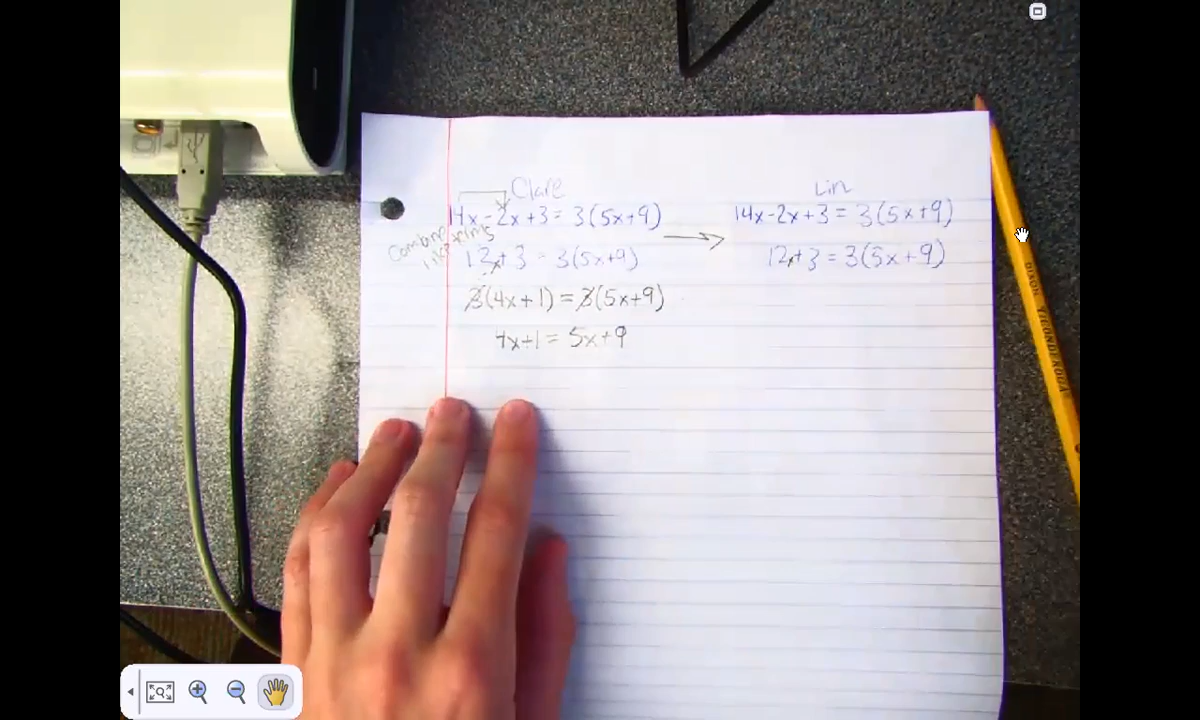 Clare
14x-2x+3=3(5x+9)
Combine like terms
12x+3=3(5x+9)
3(4x+1)=3(5x+9)
4x+1=5x+9
Lin
14x-2x+3=3(5x+9)
12x+3=3(5x+9)
DIXON TICONDEROGA